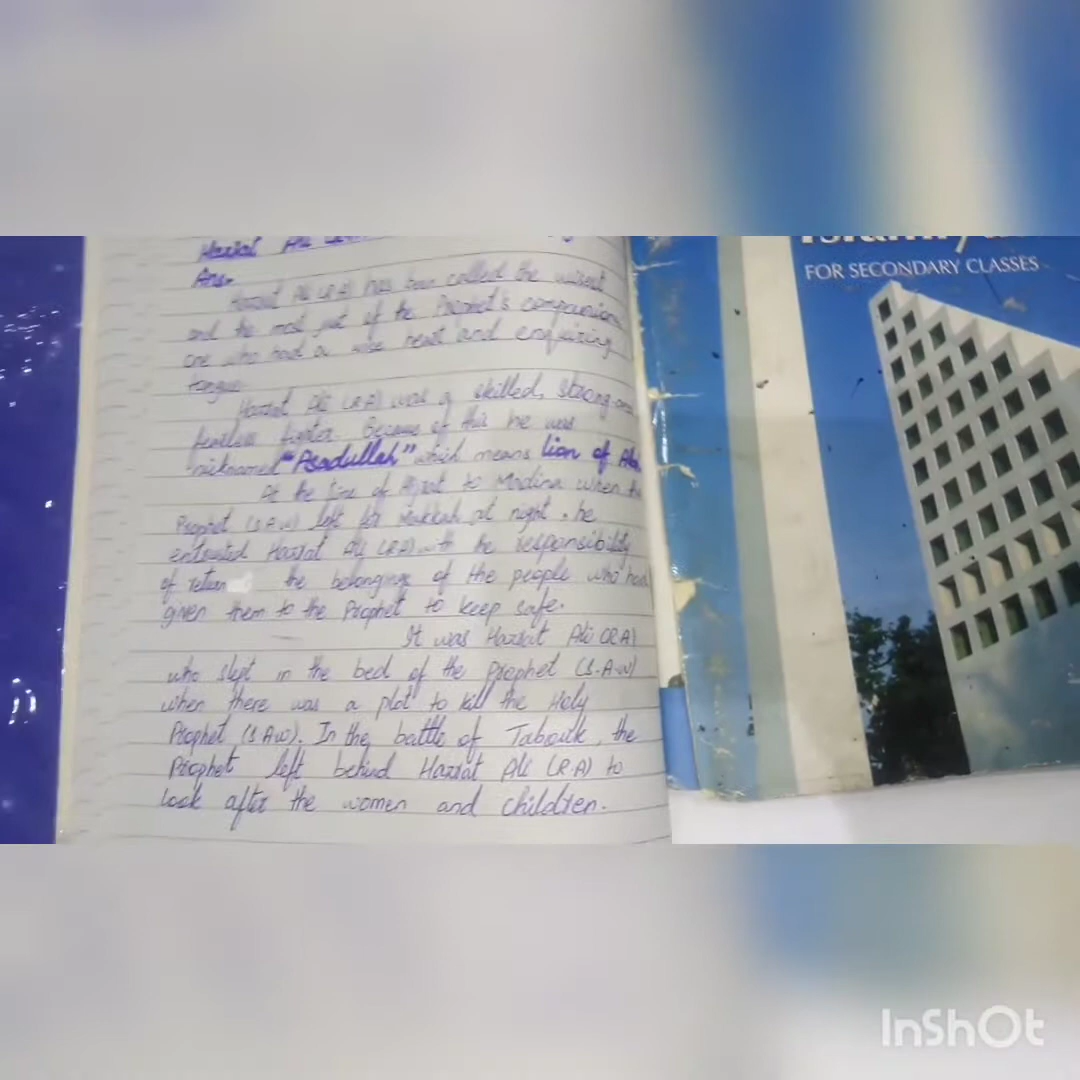 Hazrat Ali
Ans.
Hazrat Ali (R.A) has been called the wisest
and the most just of the Prophet's companions
one who had a wise heart and enquiring
tongue.
Hazrat Ali (R.A) was a skilled, strong and
fearless fighter. Because of this he was
nicknamed "Asadullah" which means lion of
At the time of Hijrat to Madina when the
Prophet (S.A.W) left for Makkah at night, he
entrusted Hazrat Ali (R.A) with the responsibility
of return the belongings of the people who had
given them to the Prophet to keep safe.
It was Hazrat Ali (R.A)
who slept in the bed of the Prophet (S.A.W)
when there was a plot to kill the Holy
Prophet (S.A.W). In the battle of Tabouk, the
Prophet left behind Hazrat Ali (R.A) to
look after the women and children.
FOR SECONDARY CLASSES
InShOt